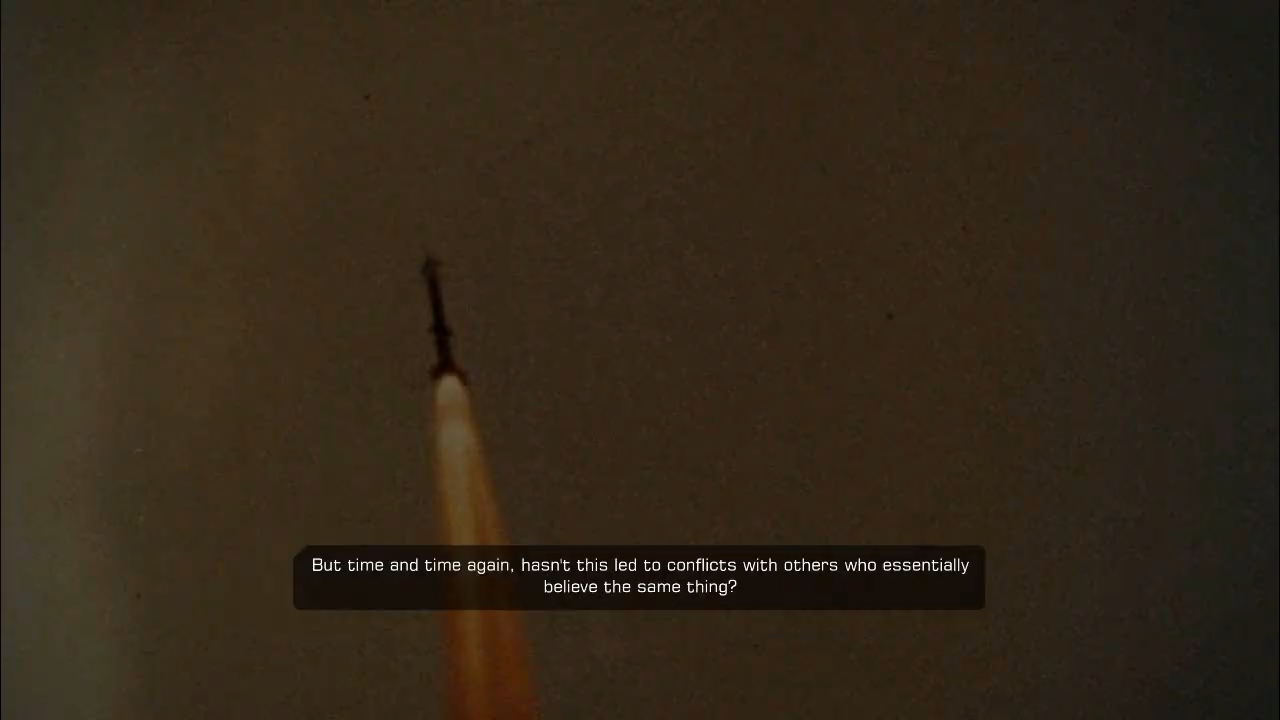 But time and time again, hasn't this led to conflicts with others who essentially
believe the same thing?